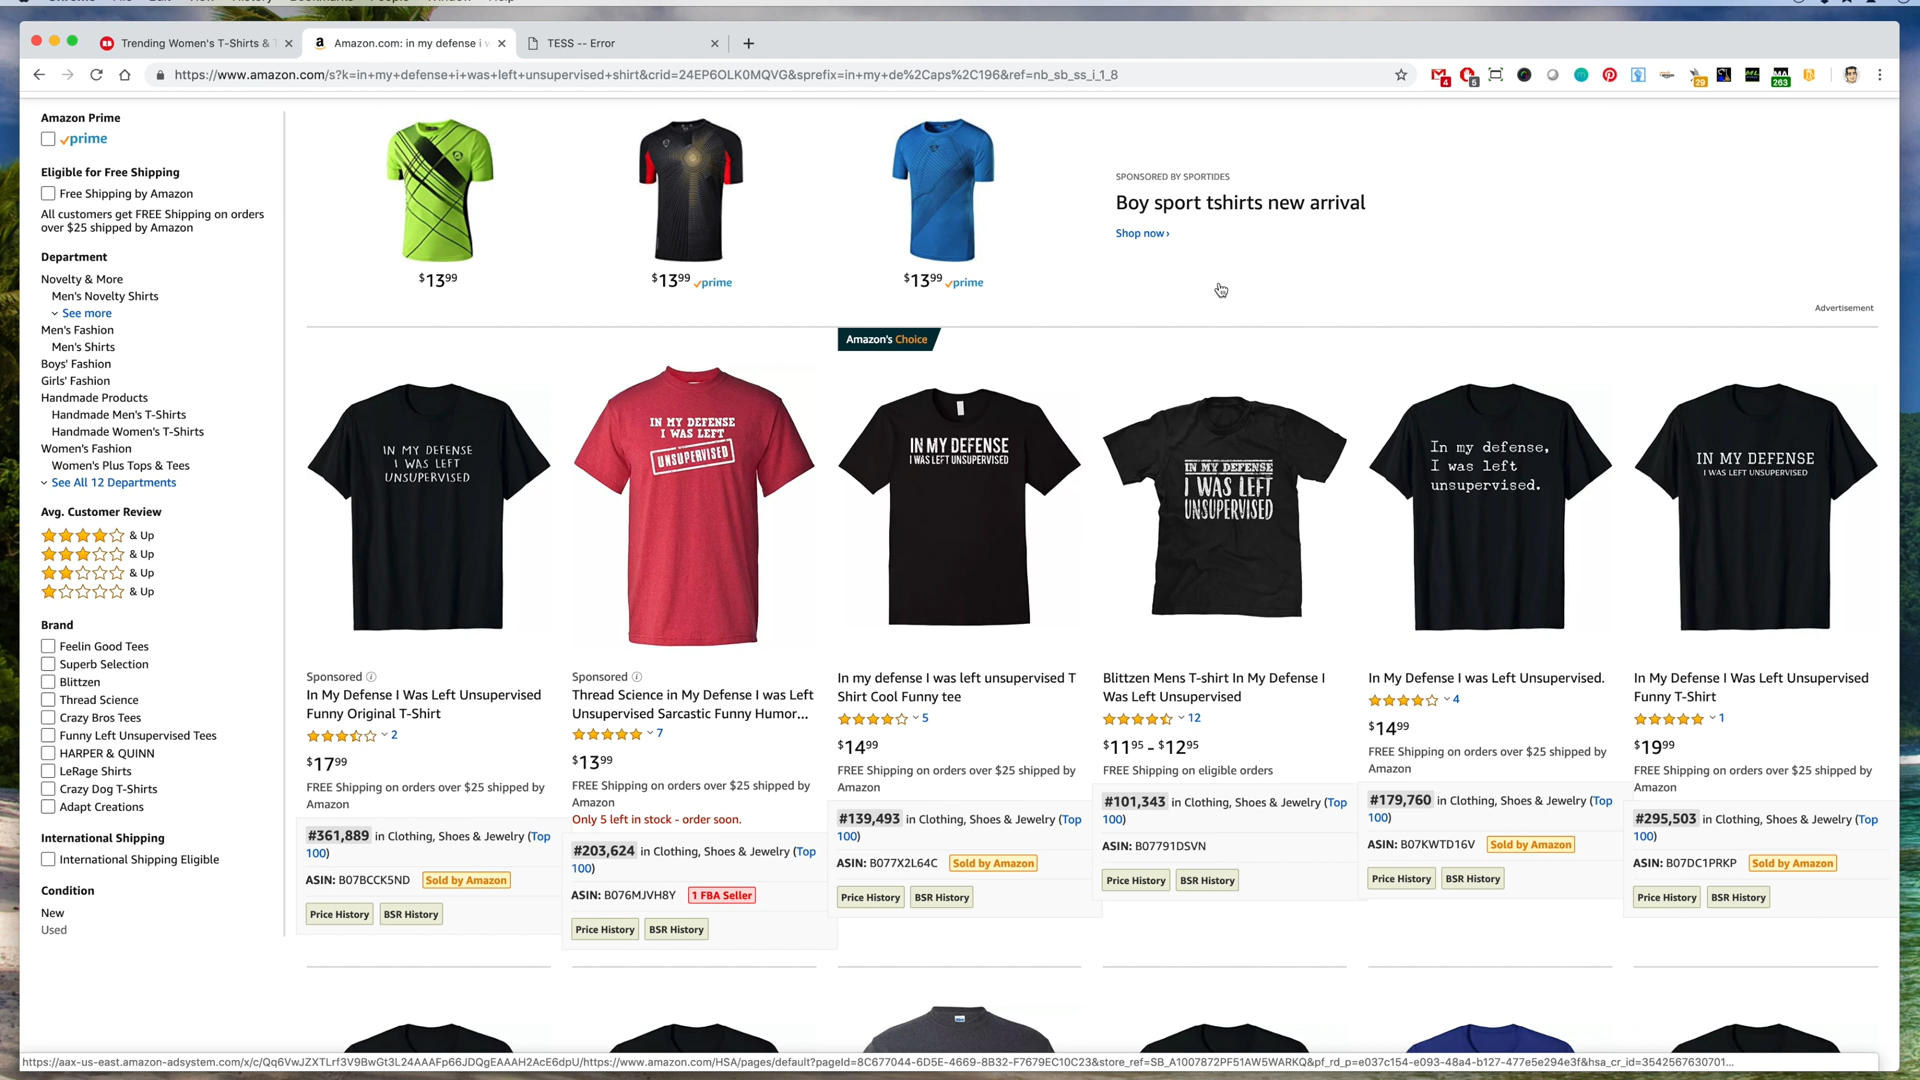 Trending Women's T-Shirts &
Amazon.com: in my defense i w
TESS -- Error
https://www.amazon.com/s?k=in+my+defense+i+was+left+unsupervised+shirt&crid=24EP6OLK0MQVG&sprefix=in+my+de%2Caps%2C196&ref=nb_sb_ss_i_1_8
4
5
29
ML
263
Amazon Prime
prime
Eligible for Free Shipping
Free Shipping by Amazon
All customers get FREE Shipping on orders
over $25 shipped by Amazon
Department
Novelty & More
Men's Novelty Shirts
See more
Men's Fashion
Men's Shirts
Boys' Fashion
Girls' Fashion
Handmade Products
Handmade Men's T-Shirts
Handmade Women's T-Shirts
Women's Fashion
Women's Plus Tops & Tees
See All 12 Departments
Avg. Customer Review
& Up
& Up
& Up
& Up
Brand
Feelin Good Tees
Superb Selection
Blittzen
Thread Science
Crazy Bros Tees
Funny Left Unsupervised Tees
HARPER & QUINN
LeRage Shirts
Crazy Dog T-Shirts
Adapt Creations
International Shipping
International Shipping Eligible
Condition
New
Used
$13 99
$13 99 prime
$13 99 prime
SPONSORED BY SPORTIDES
Boy sport tshirts new arrival
Shop now ›
Advertisement
Amazon's Choice
IN MY DEFENSE
I WAS LEFT
UNSUPERVISED
IN MY DEFENSE
I WAS LEFT
UNSUPERVISED
IN MY DEFENSE
I WAS LEFT UNSUPERVISED
IN MY DEFENSE
I WAS LEFT
UNSUPERVISED
In my defense,
I was left
unsupervised.
IN MY DEFENSE
I WAS LEFT UNSUPERVISED
Sponsored
In My Defense I Was Left Unsupervised
Funny Original T-Shirt
2
$17 99
FREE Shipping on orders over $25 shipped by
Amazon
#361,889 in Clothing, Shoes & Jewelry (Top
100)
ASIN: B07BCCK5ND Sold by Amazon
Price History BSR History
Sponsored
Thread Science in My Defense I was Left
Unsupervised Sarcastic Funny Humor...
7
$13 99
FREE Shipping on orders over $25 shipped by
Amazon
Only 5 left in stock - order soon.
#203,624 in Clothing, Shoes & Jewelry (Top
100)
ASIN: B076MJVH8Y 1 FBA Seller
Price History BSR History
In my defense I was left unsupervised T
Shirt Cool Funny tee
5
$14 99
FREE Shipping on orders over $25 shipped by
Amazon
#139,493 in Clothing, Shoes & Jewelry (Top
100)
ASIN: B077X2L64C Sold by Amazon
Price History BSR History
Blittzen Mens T-shirt In My Defense I
Was Left Unsupervised
12
$11 95 - $12 95
FREE Shipping on eligible orders
#101,343 in Clothing, Shoes & Jewelry (Top
100)
ASIN: B07791DSVN
Price History BSR History
In My Defense I was Left Unsupervised.
4
$14 99
FREE Shipping on orders over $25 shipped by
Amazon
#179,760 in Clothing, Shoes & Jewelry (Top
100)
ASIN: B07KWTD16V Sold by Amazon
Price History BSR History
In My Defense I Was Left Unsupervised
Funny T-Shirt
1
$19 99
FREE Shipping on orders over $25 shipped by
Amazon
#295,503 in Clothing, Shoes & Jewelry (Top
100)
ASIN: B07DC1PRKP Sold by Amazon
Price History BSR History
https://aax-us-east.amazon-adsystem.com/x/c/Qq6VwJZXTLrf3V9BwGt3L24AAAFp66JDQgEAAAH2AcE6dpU/https://www.amazon.com/HSA/pages/default?pageId=8C677044-6D5E-4669-8B32-F7679EC10C23&store_ref=SB_A1007872PF51AW5WARKQ&pf_rd_p=e037c154-e093-48a4-b127-477e5e294e3f&hsa_cr_id=3542567630701...